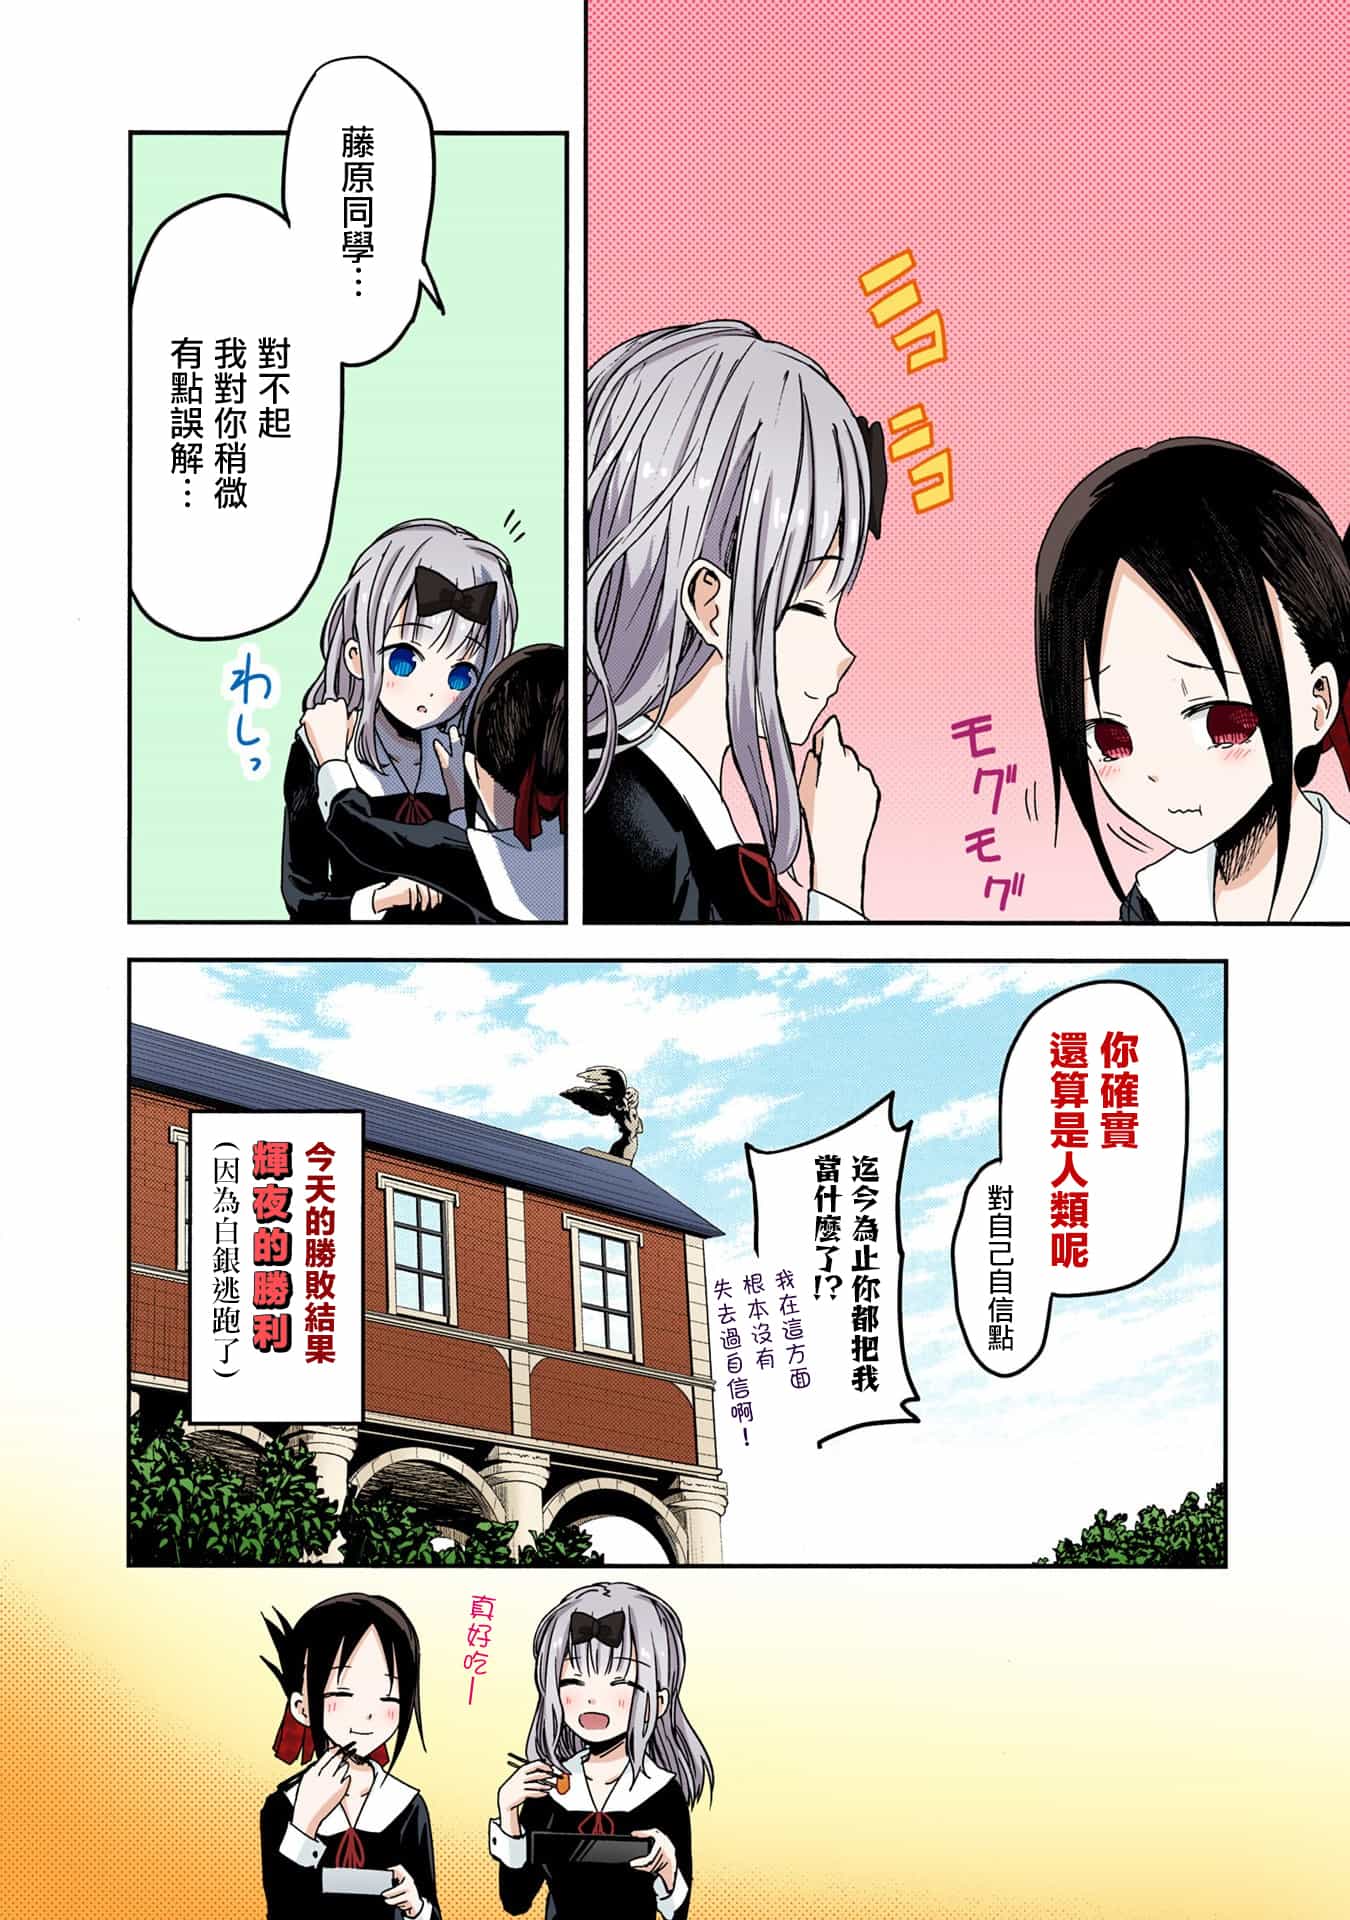 ニコ
ニコ
モグ
モグ
藤原同學…
對不起
我對你稍微
有點誤解…
わしっ
你確實
還算是人類呢
對自己自信點
迄今為止你都把我
當什麼了!?
我在這方面
根本沒有
失去過自信啊！
今天的勝敗結果
輝夜的勝利
(因為白銀逃跑了)
真好吃ー